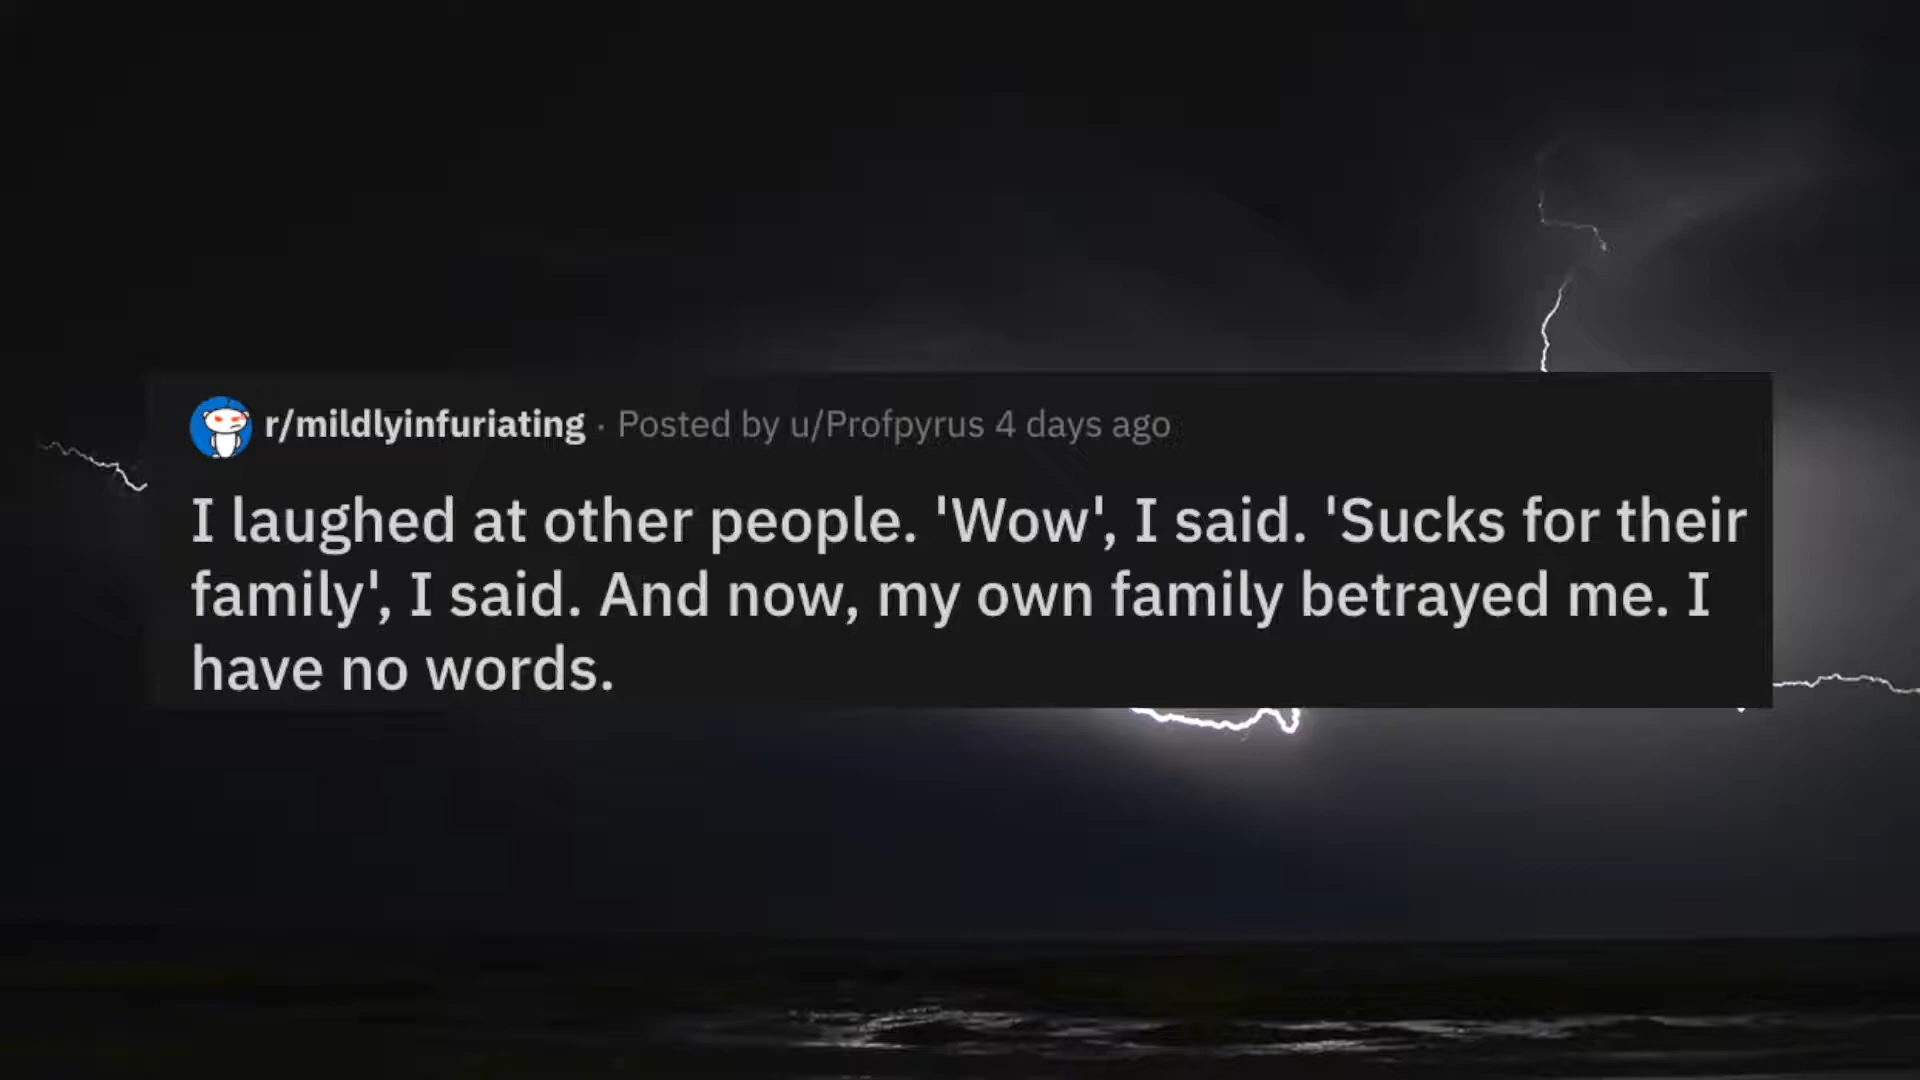 r/mildlyinfuriating · Posted by u/Profpyrus 4 days ago
I laughed at other people. 'Wow', I said. 'Sucks for their
family', I said. And now, my own family betrayed me. I
have no words.